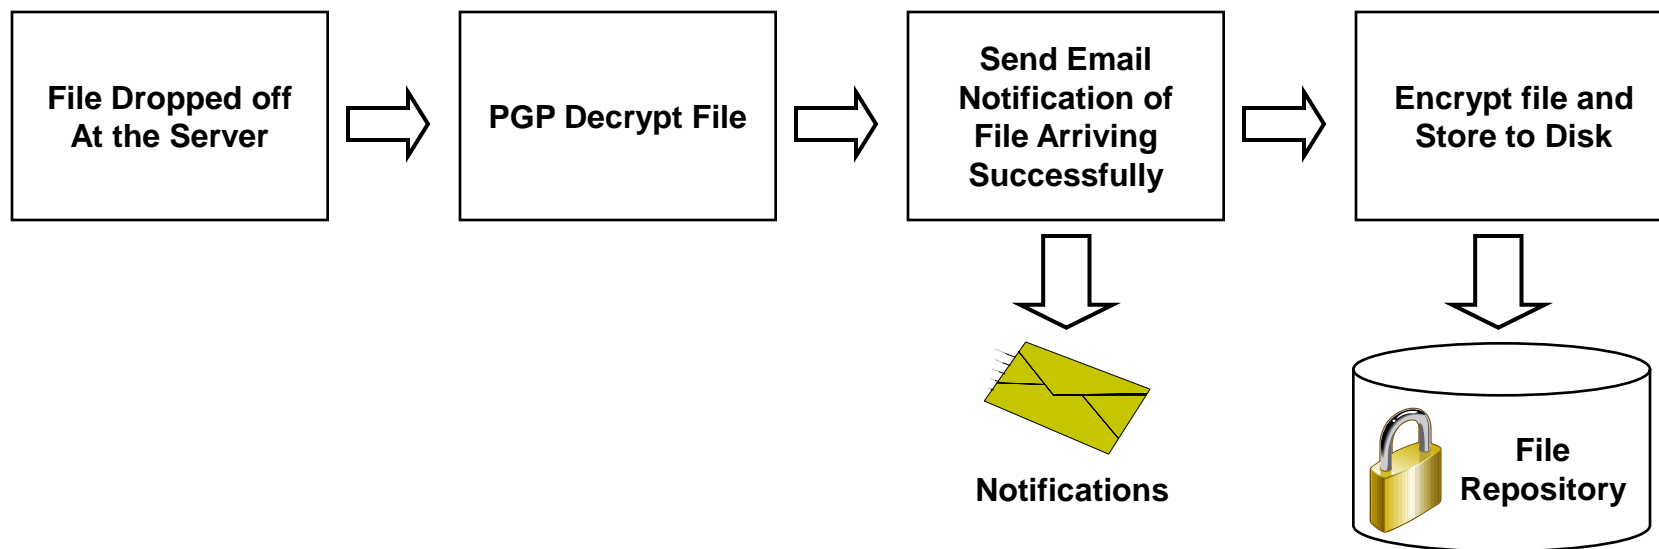 File Dropped off
At the Server
PGP Decrypt File
Send Email
Notification of
File Arriving
Successfully
Encrypt file and
Store to Disk
Notifications
File
Repository